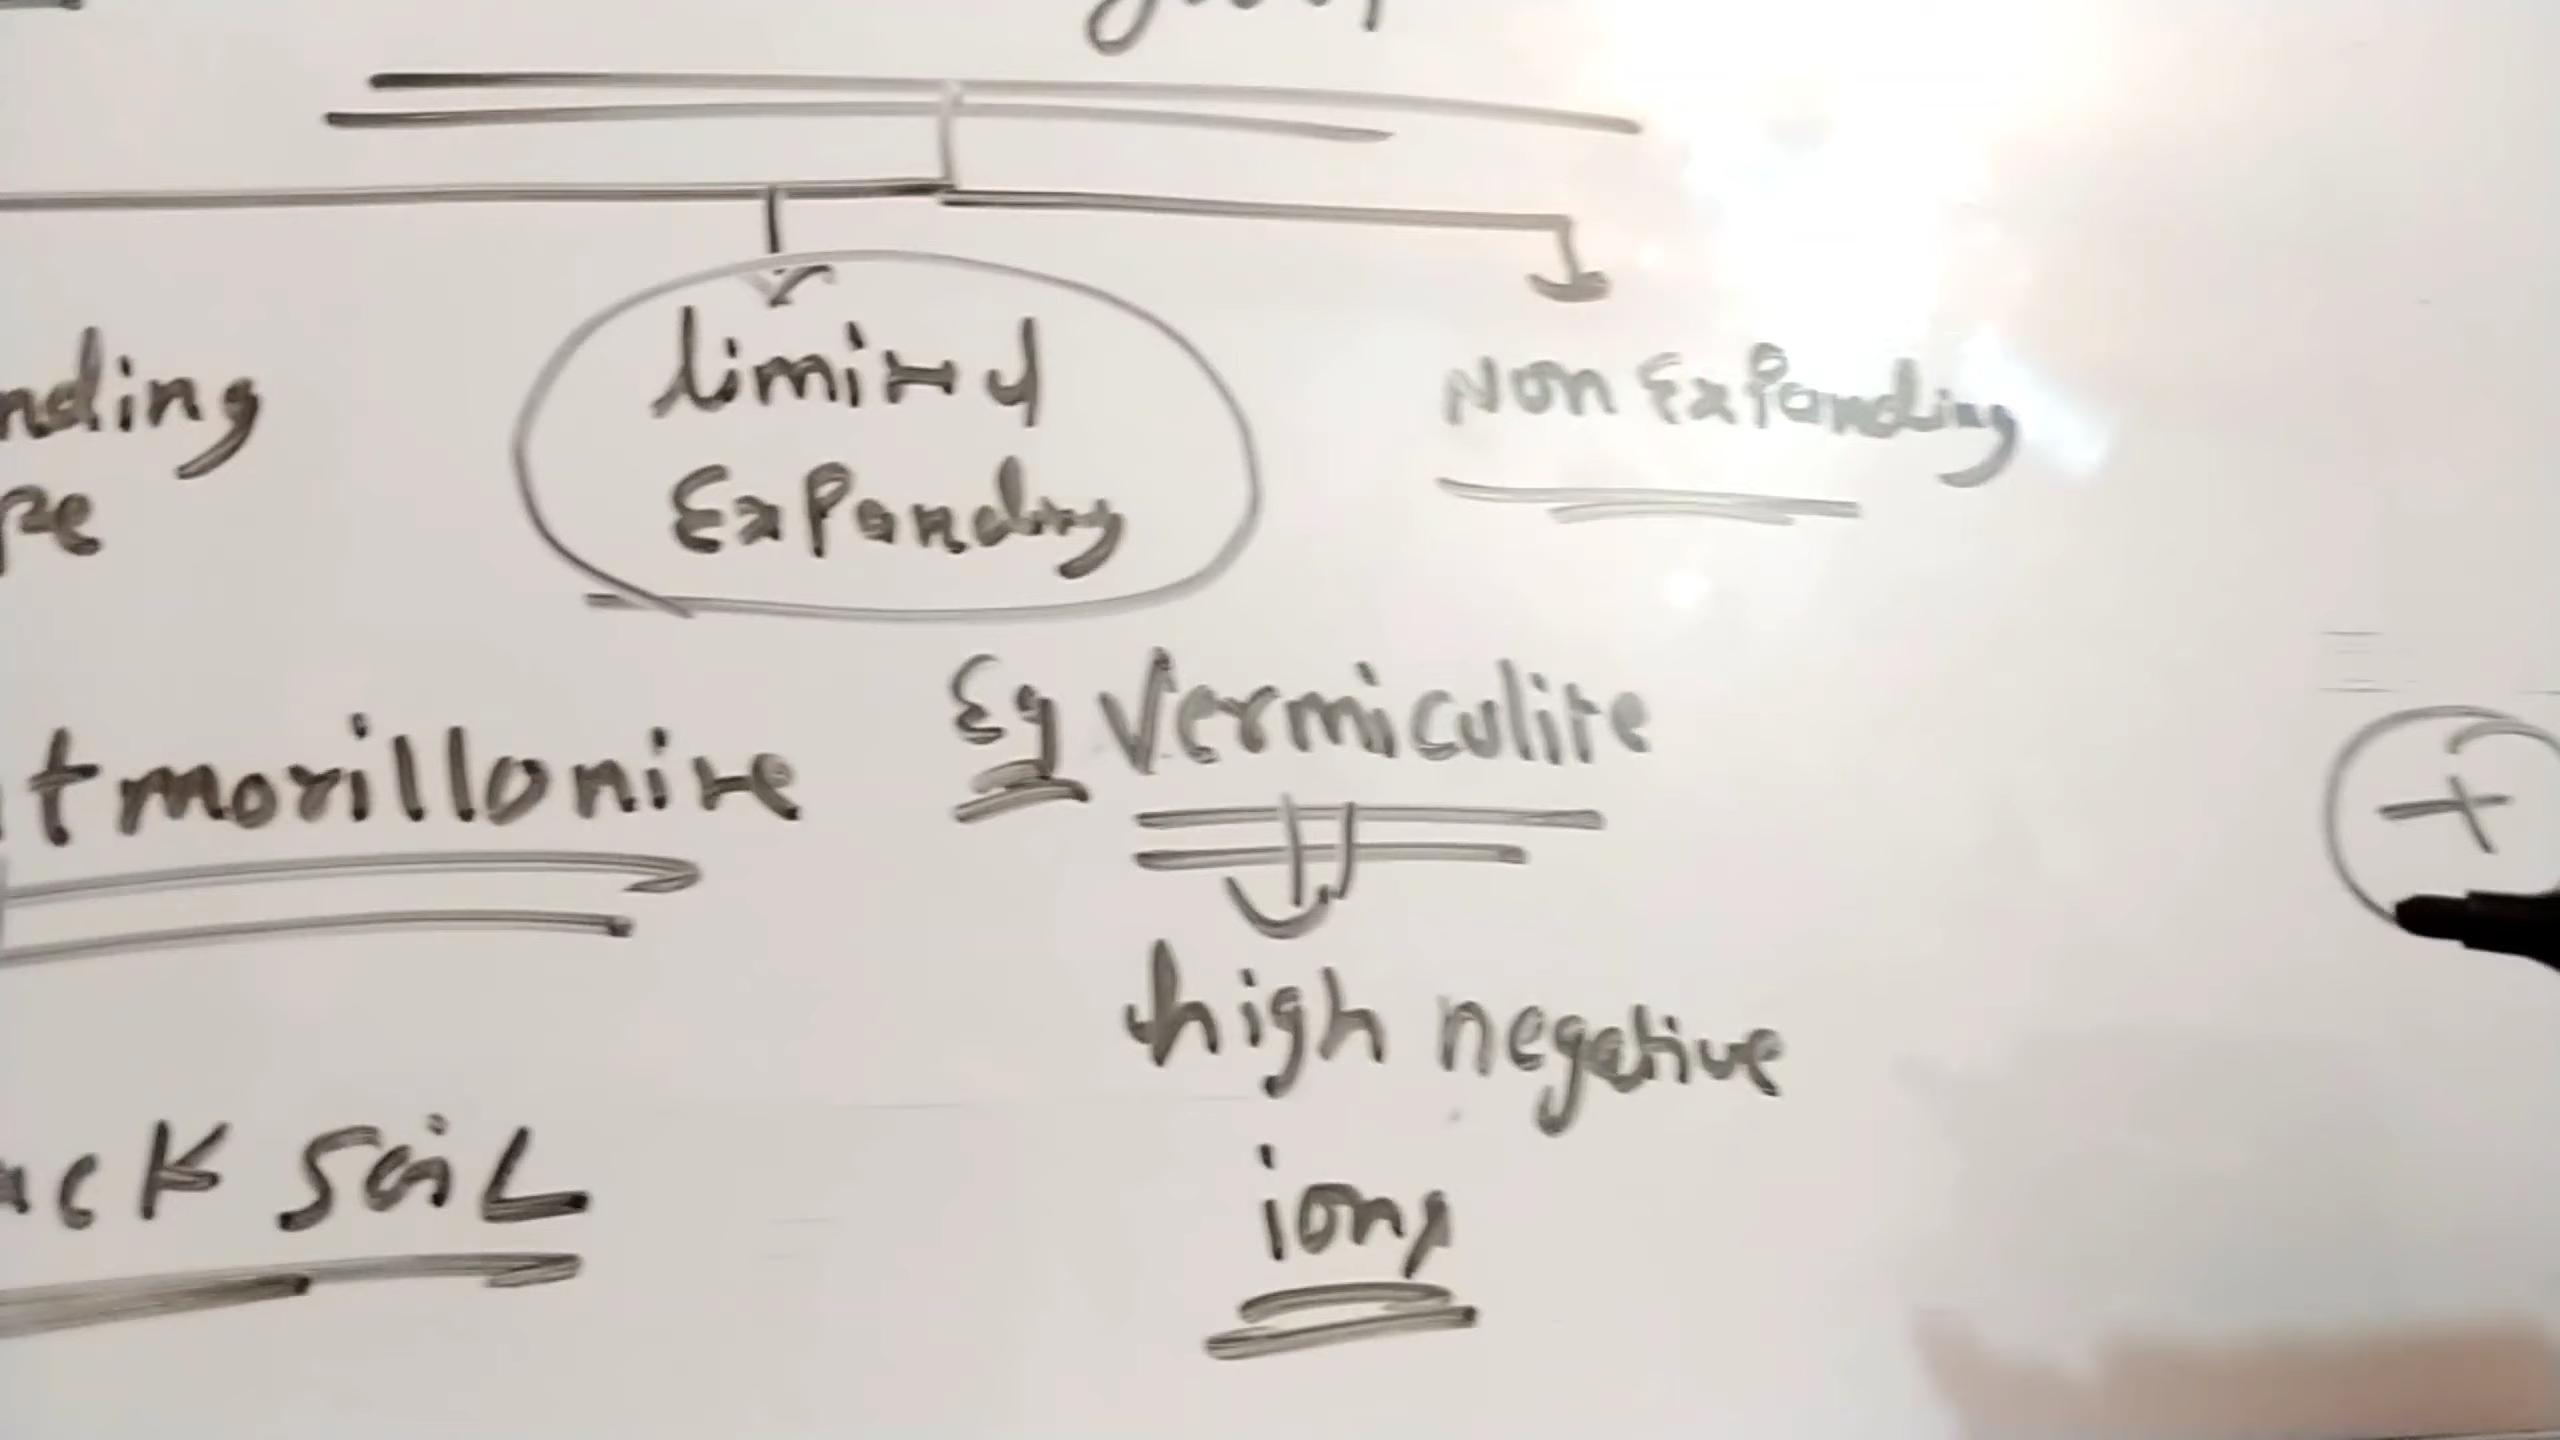 limited
Expanding
Non Expanding
nding
pe
Eg Vermiculite
tmorillonite
high negative
ions
ack Soil
+